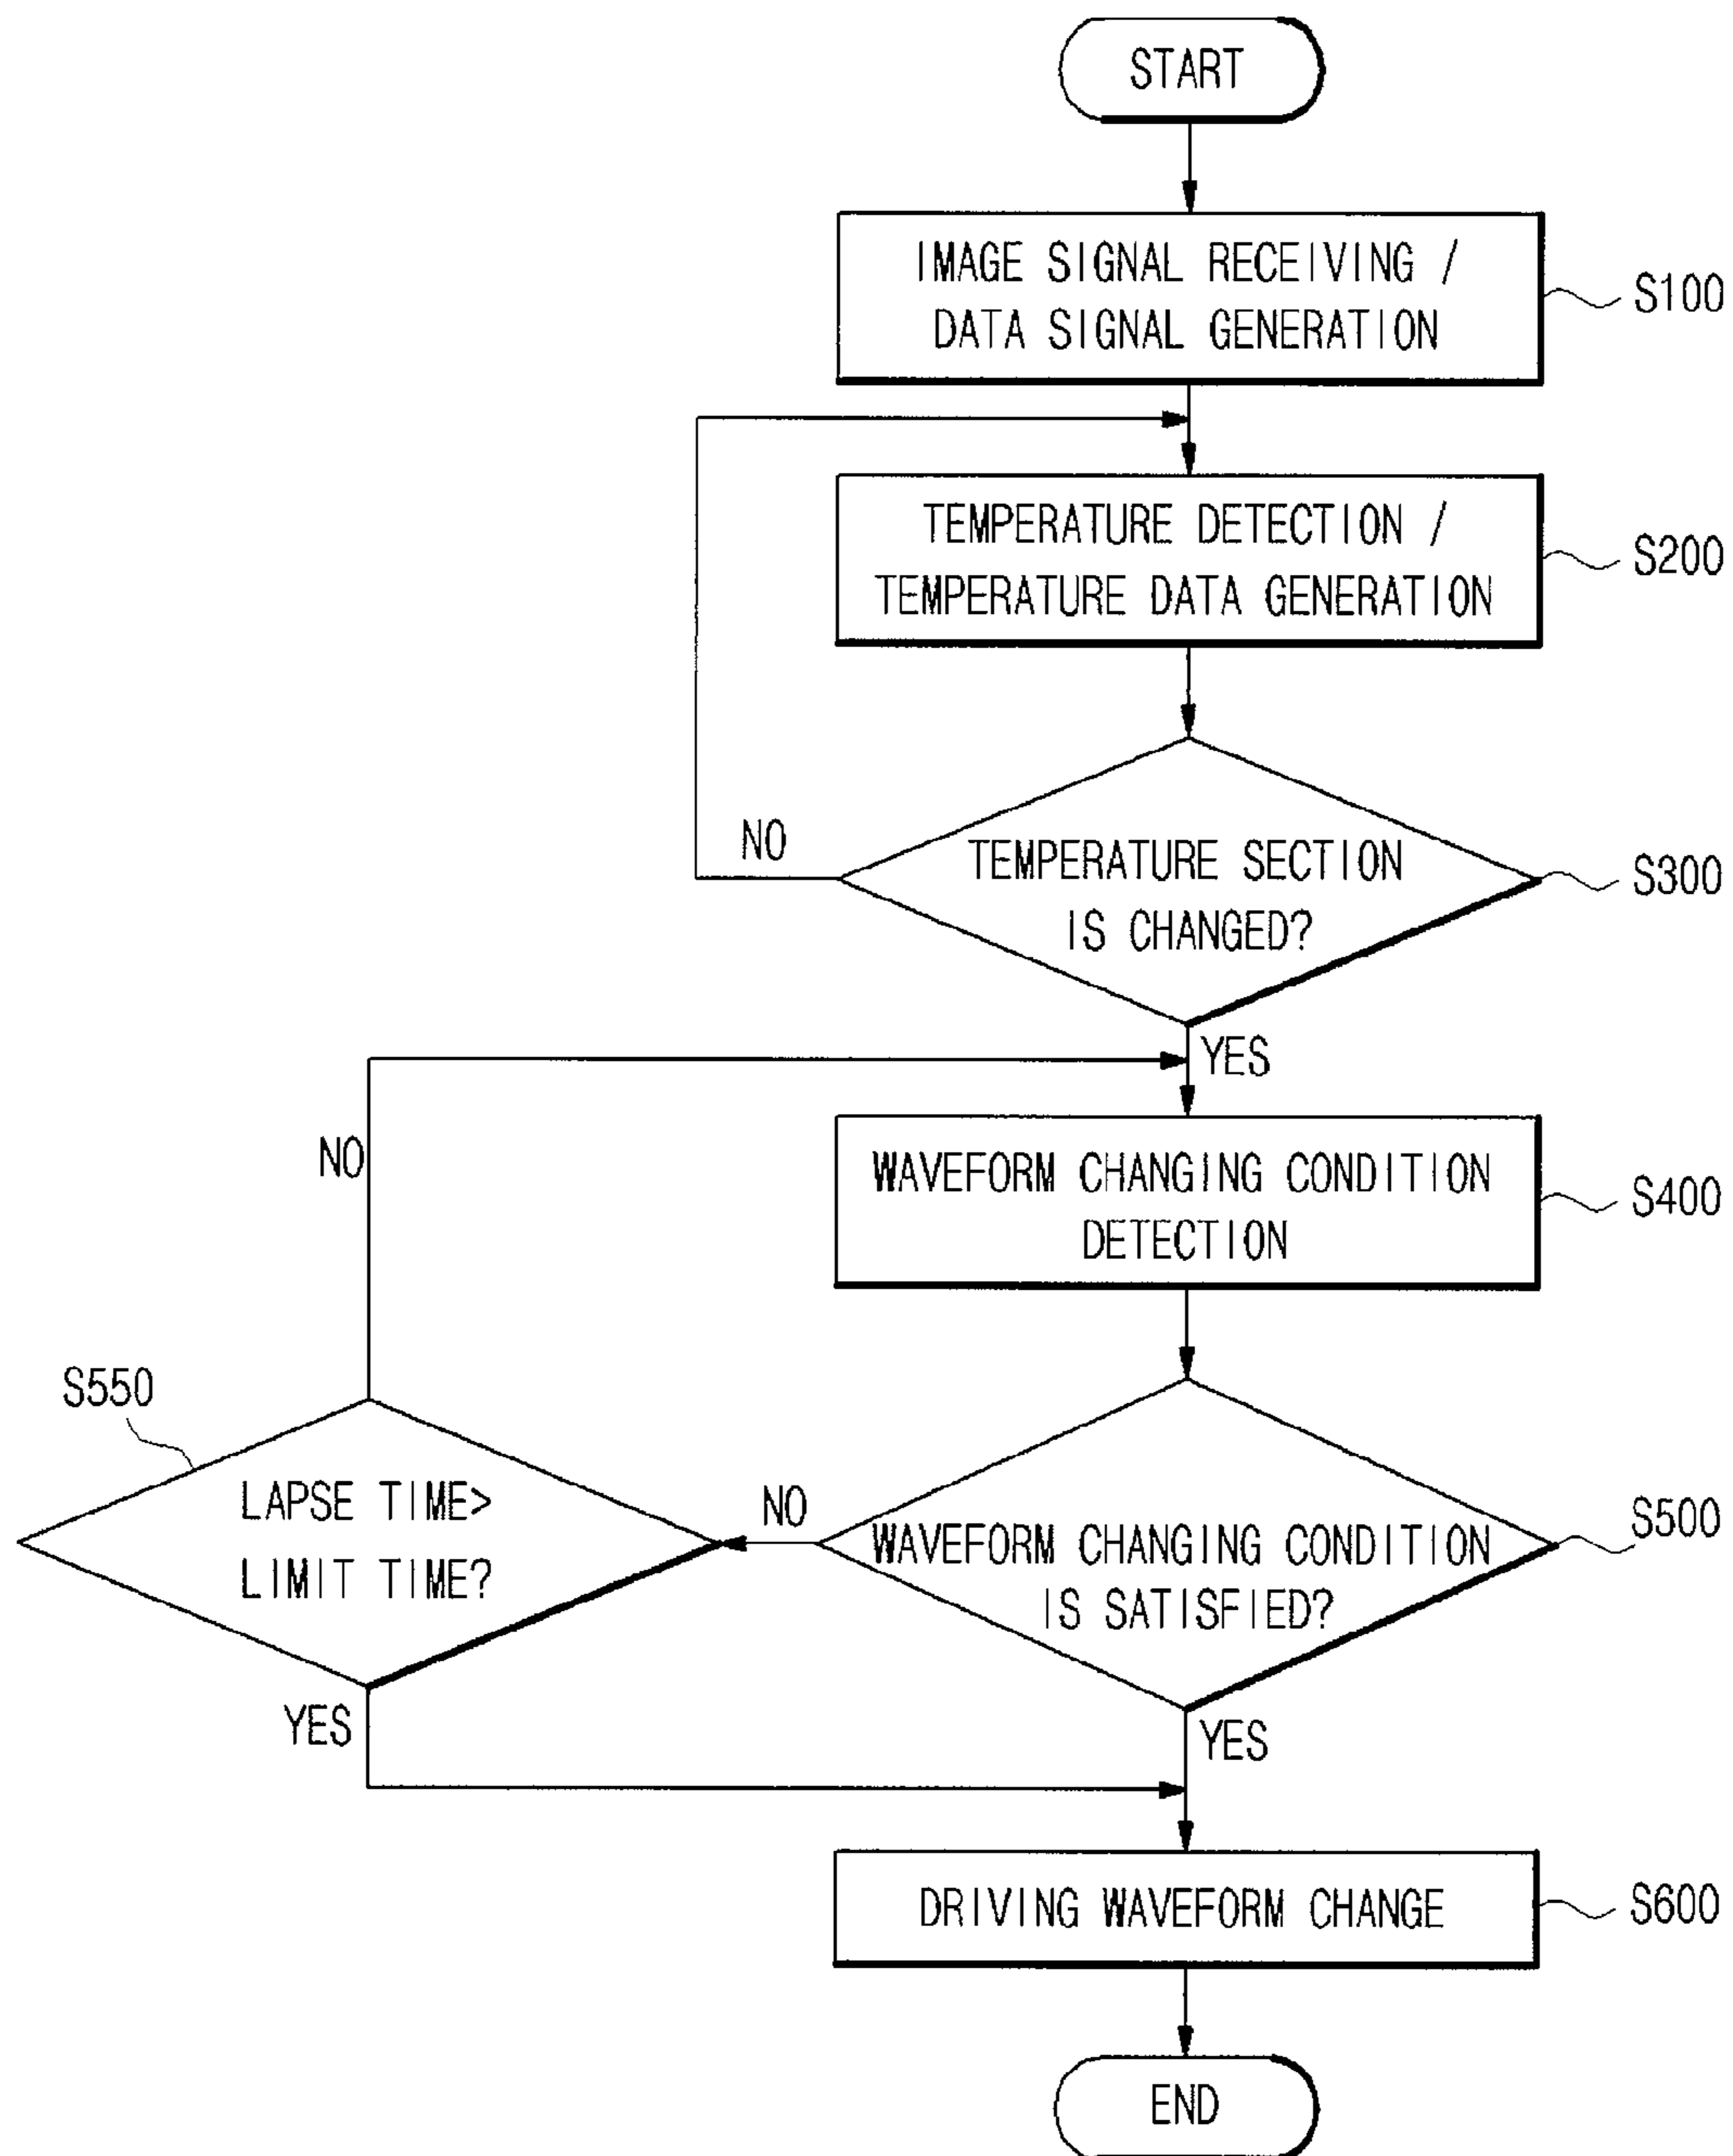 START
IMAGE SIGNAL RECEIVING /
DATA SIGNAL GENERATION
S100
TEMPERATURE DETECTION /
TEMPERATURE DATA GENERATION
S200
NO
TEMPERATURE SECTION
IS CHANGED?
S300
YES
NO
WAVEFORM CHANGING CONDITION
DETECTION
S400
S550
LAPSE TIME>
LIMIT TIME?
NO
WAVEFORM CHANGING CONDITION
IS SATISFIED?
S500
YES
YES
DRIVING WAVEFORM CHANGE
S600
END